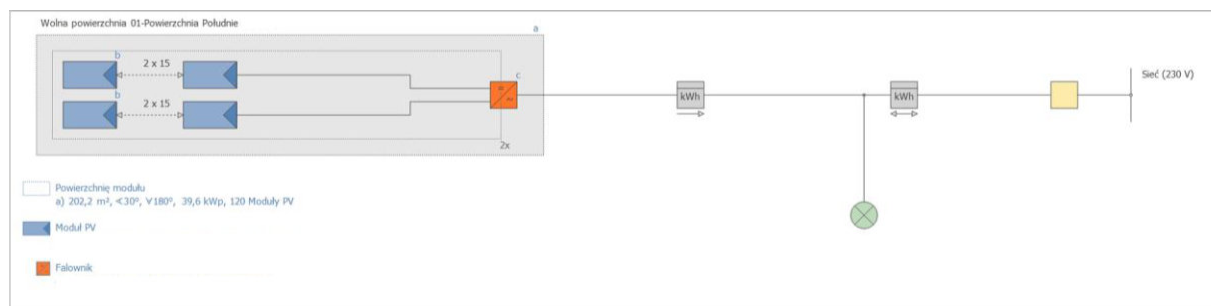 Wolna powierzchnia 01-Powierzchnia Południe
a
b
2 x 15
c
kWh
kWh
Sieć (230 V)
b
2 x 15
2x
Powierzchnię modułu
a) 202,2 m², ∢30°, ∀180°, 39,6 kWp, 120 Moduły PV
Moduł PV
Falownik